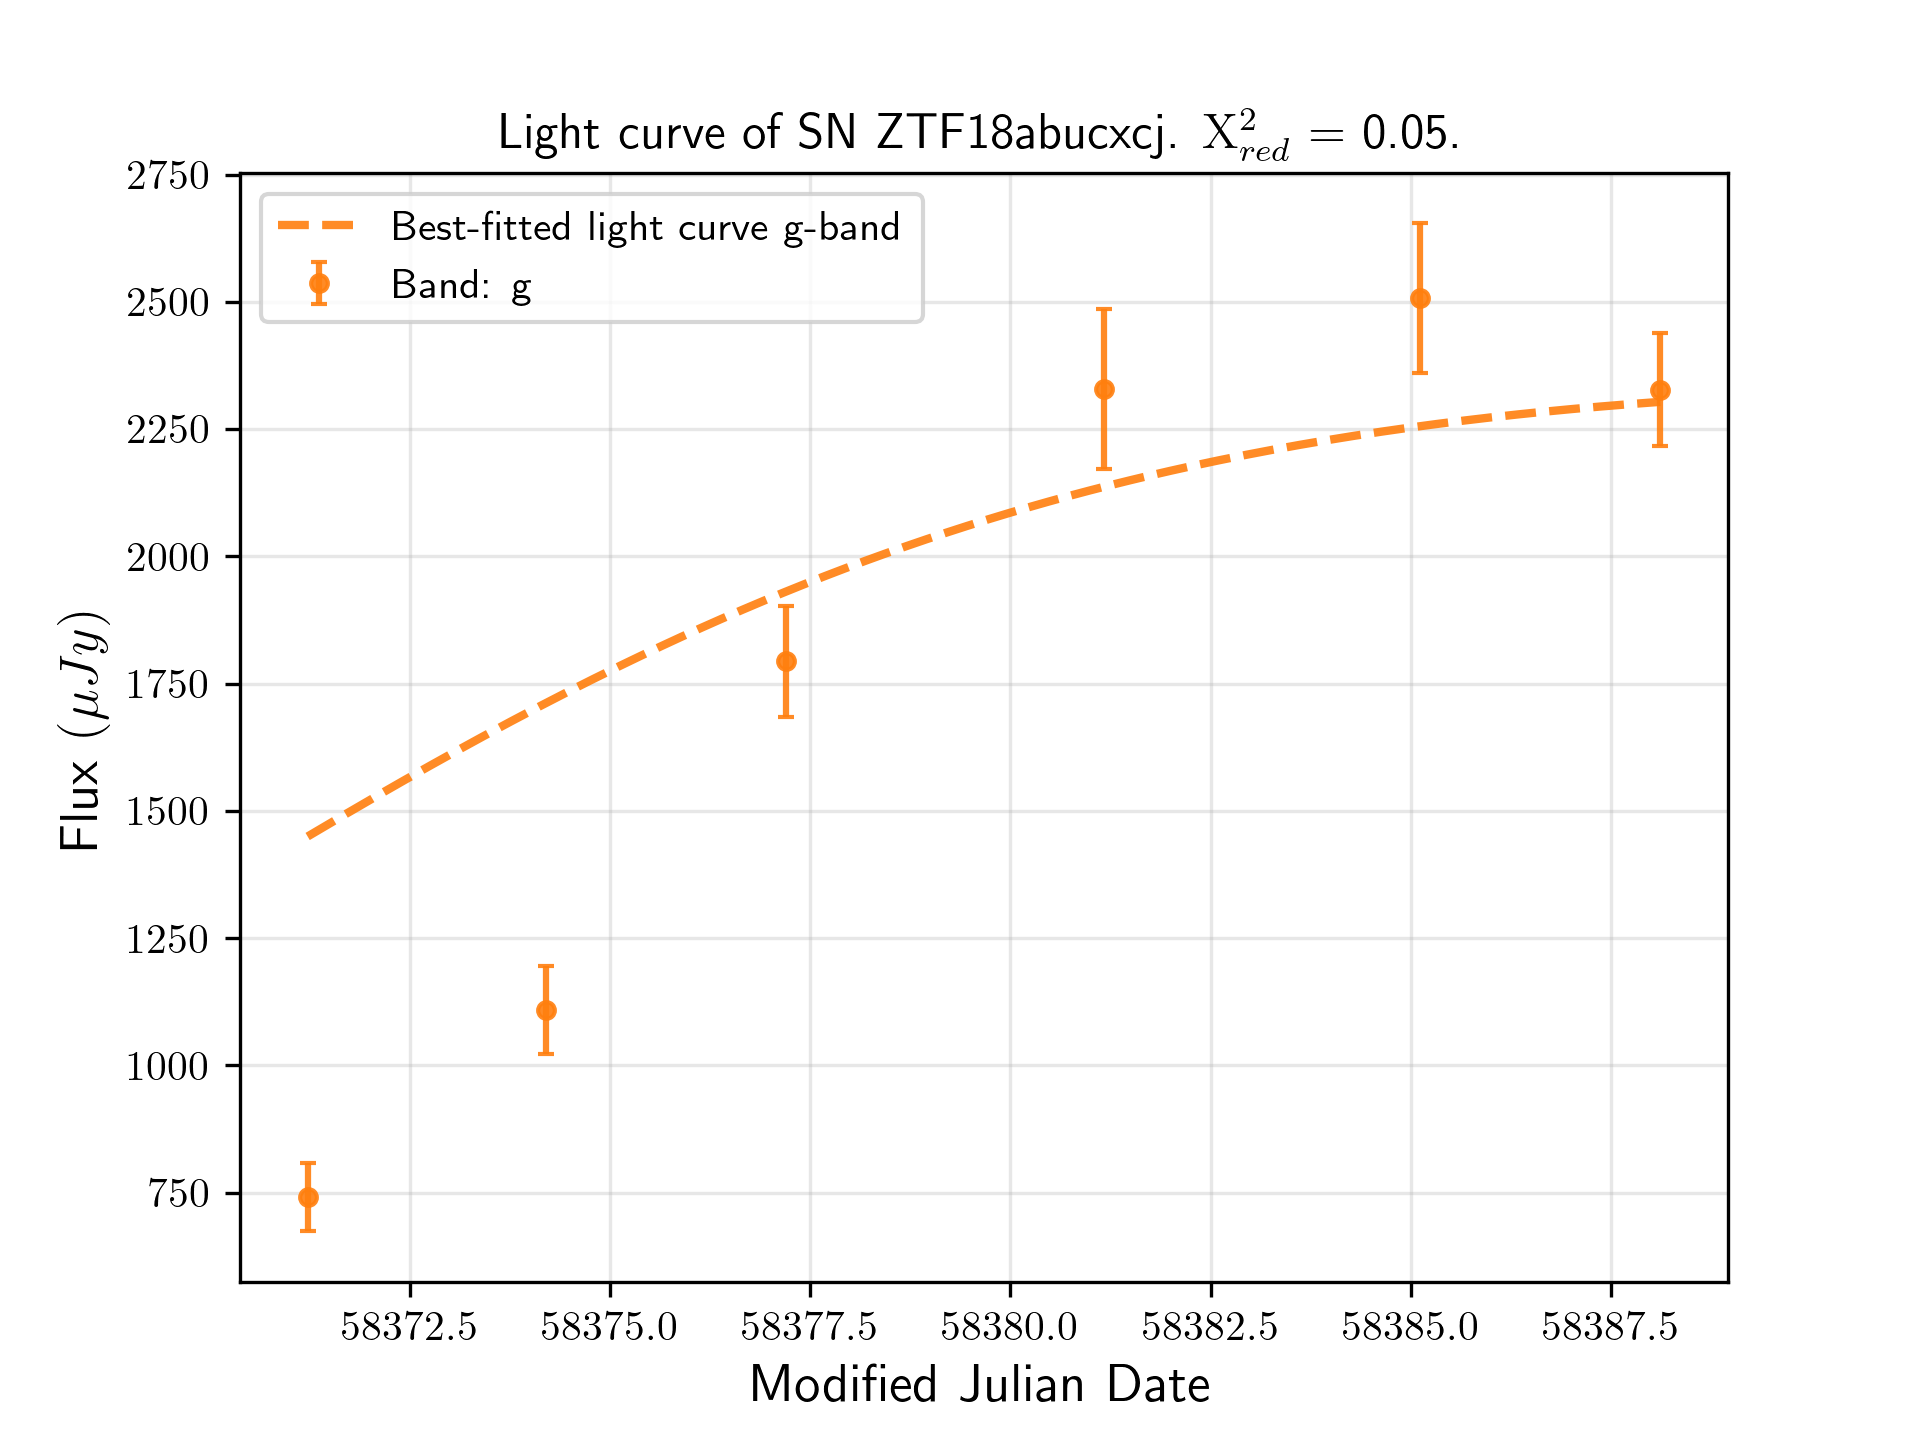 Light curve of SN ZTF18abucxcj. X²_red = 0.05.
2750
Best-fitted light curve g-band
Band: g
2500
2250
2000
1750
1500
1250
1000
750
Flux (μJy)
58372.5 58375.0 58377.5 58380.0 58382.5 58385.0 58387.5
Modified Julian Date